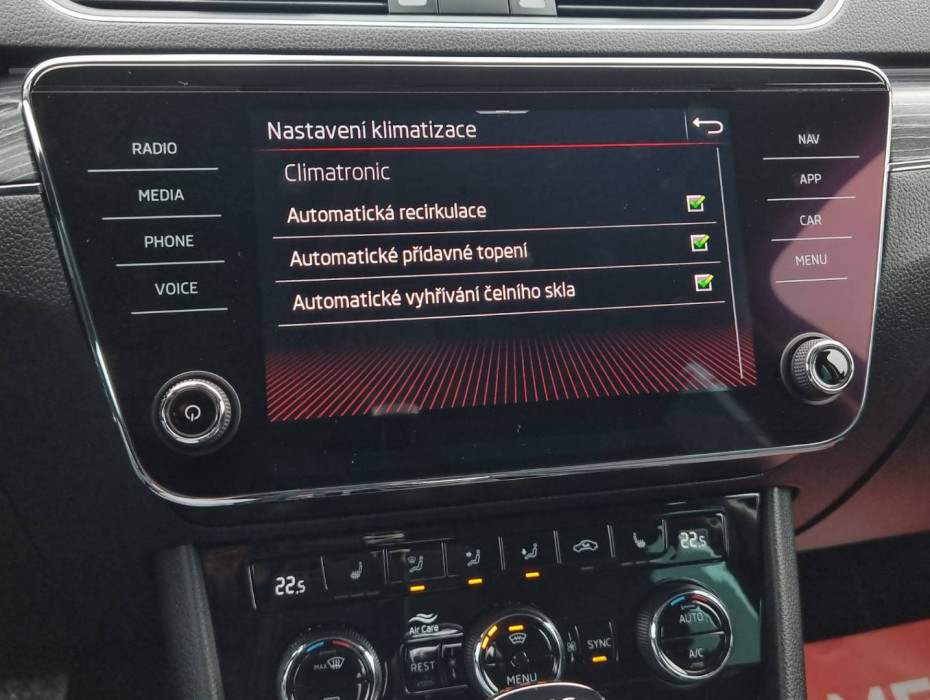 Nastavení klimatizace
RADIO
NAV
Climatronic
MEDIA
APP
Automatická recirkulace
PHONE
CAR
Automatické přídavné topení
VOICE
MENU
Automatické vyhřívání čelního skla
22.5
22.5
Air Care
AUTO
MAX
REST
SYNC
A/C
MENU